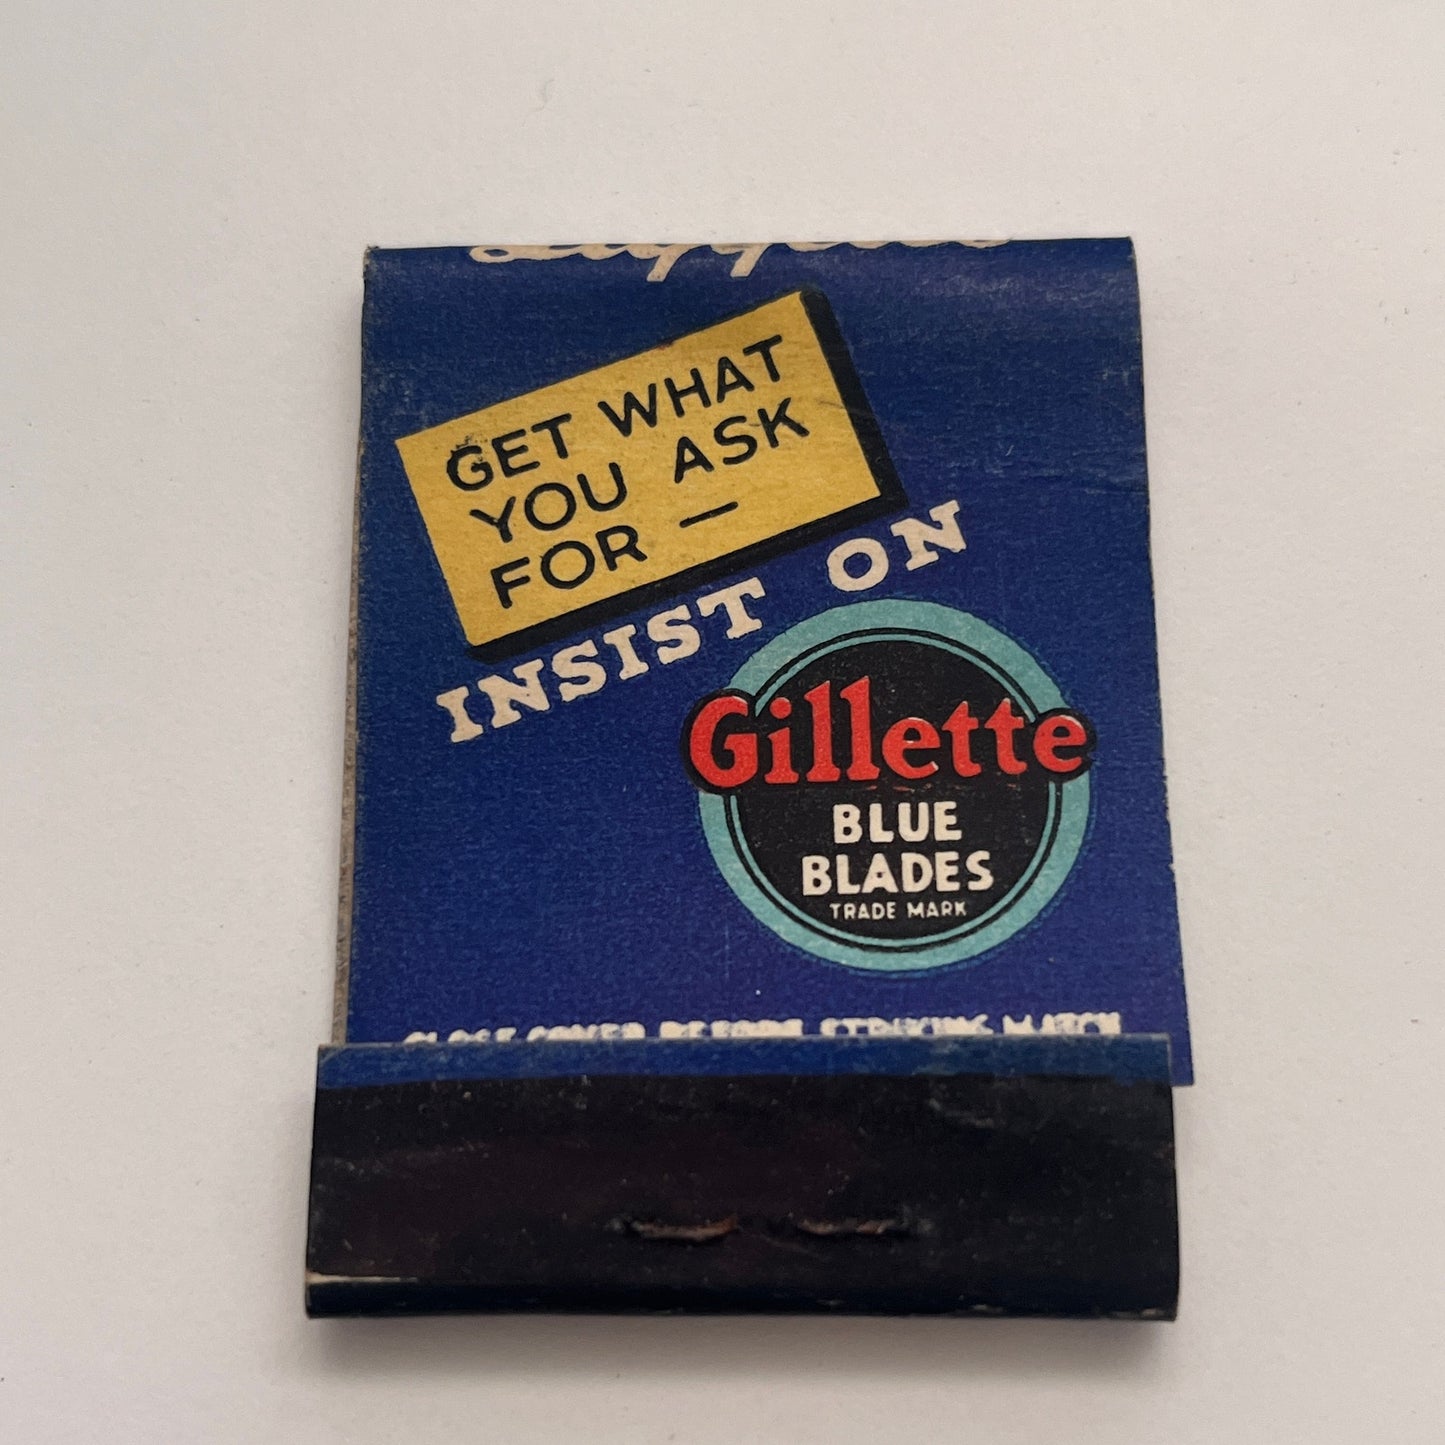 GET WHAT
YOU ASK
FOR —
INSIST ON
Gillette
BLUE
BLADES
TRADE MARK
CLOSE COVER BEFORE STRIKING MATCH